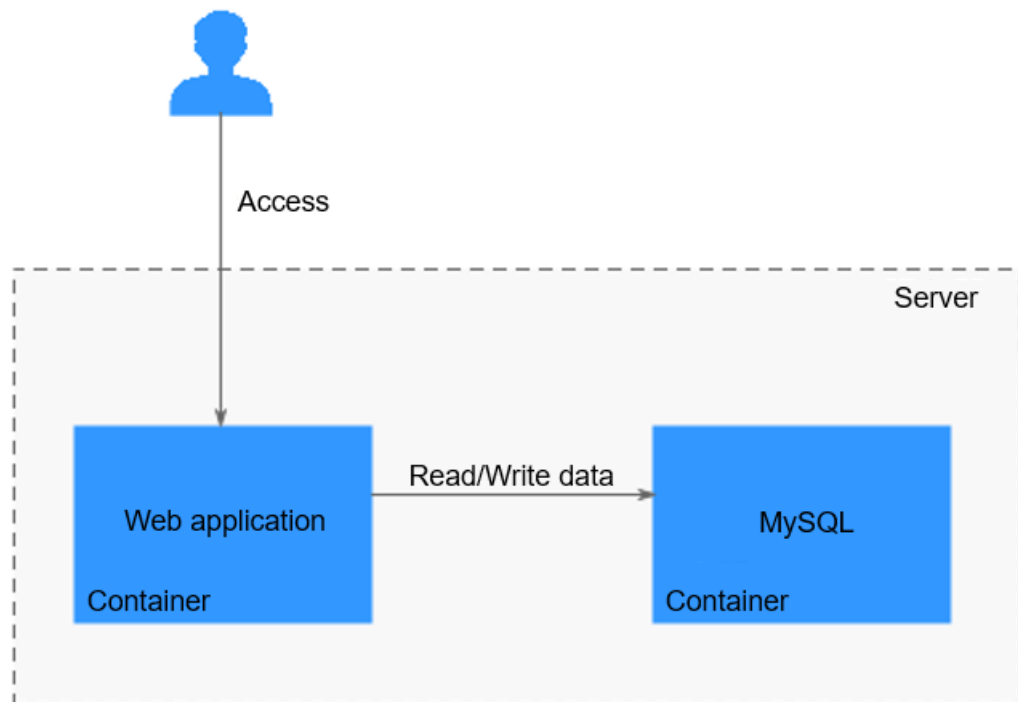 Access
Server
Read/Write data
Web application
MySQL
Container
Container